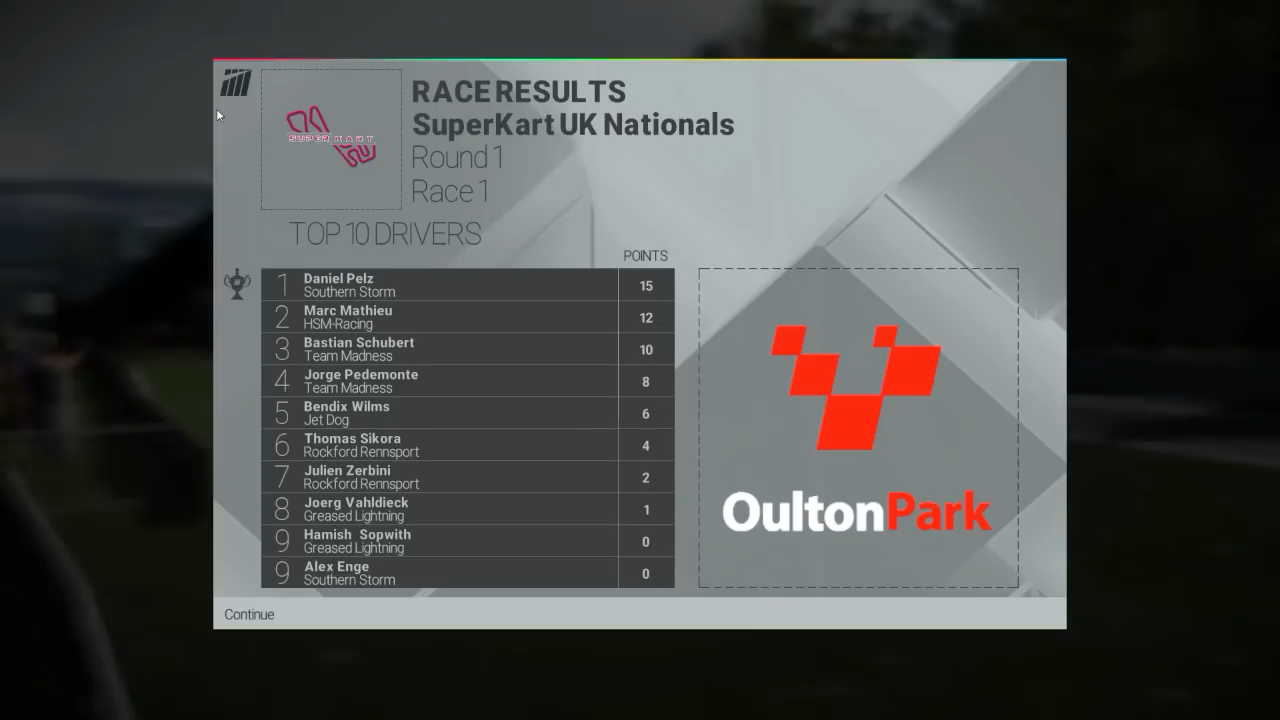 RACE RESULTS
SuperKart UK Nationals
Round 1
Race 1
SUPER KART
TOP 10 DRIVERS
POINTS
1 Daniel Pelz 15
Southern Storm
2 Marc Mathieu 12
HSM-Racing
3 Bastian Schubert 10
Team Madness
4 Jorge Pedemonte 8
Team Madness
5 Bendix Wilms 6
Jet Dog
6 Thomas Sikora 4
Rockford Rennsport
7 Julien Zerbini 2
Rockford Rennsport
8 Joerg Vahldieck 1
Greased Lightning
9 Hamish Sopwith 0
Greased Lightning
9 Alex Enge 0
Southern Storm
OultonPark
Continue